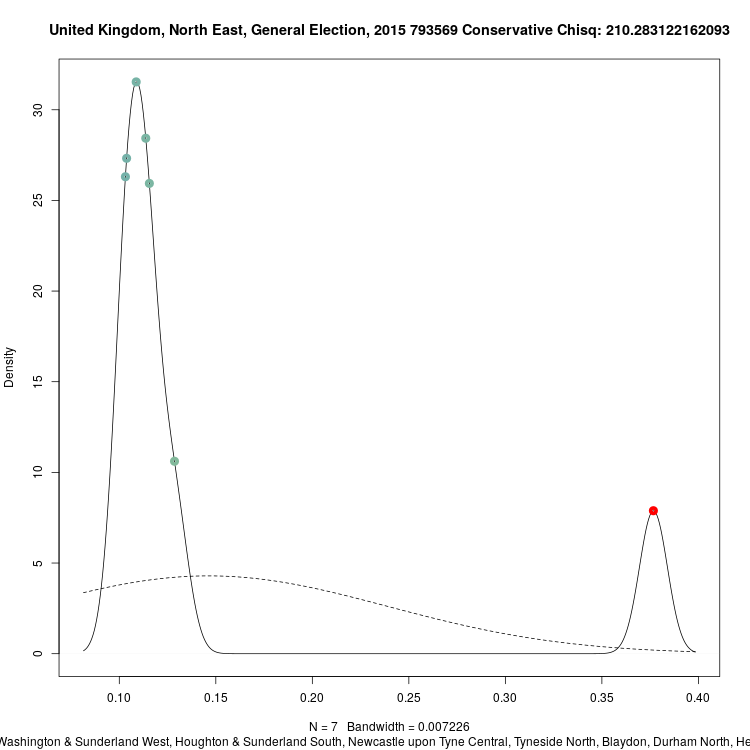 United Kingdom, North East, General Election, 2015 793569 Conservative Chisq: 210.283122162093
Density
30
25
20
15
10
5
0
0.10 0.15 0.20 0.25 0.30 0.35 0.40
N = 7 Bandwidth = 0.007226
Washington & Sunderland West, Houghton & Sunderland South, Newcastle upon Tyne Central, Tyneside North, Blaydon, Durham North, He